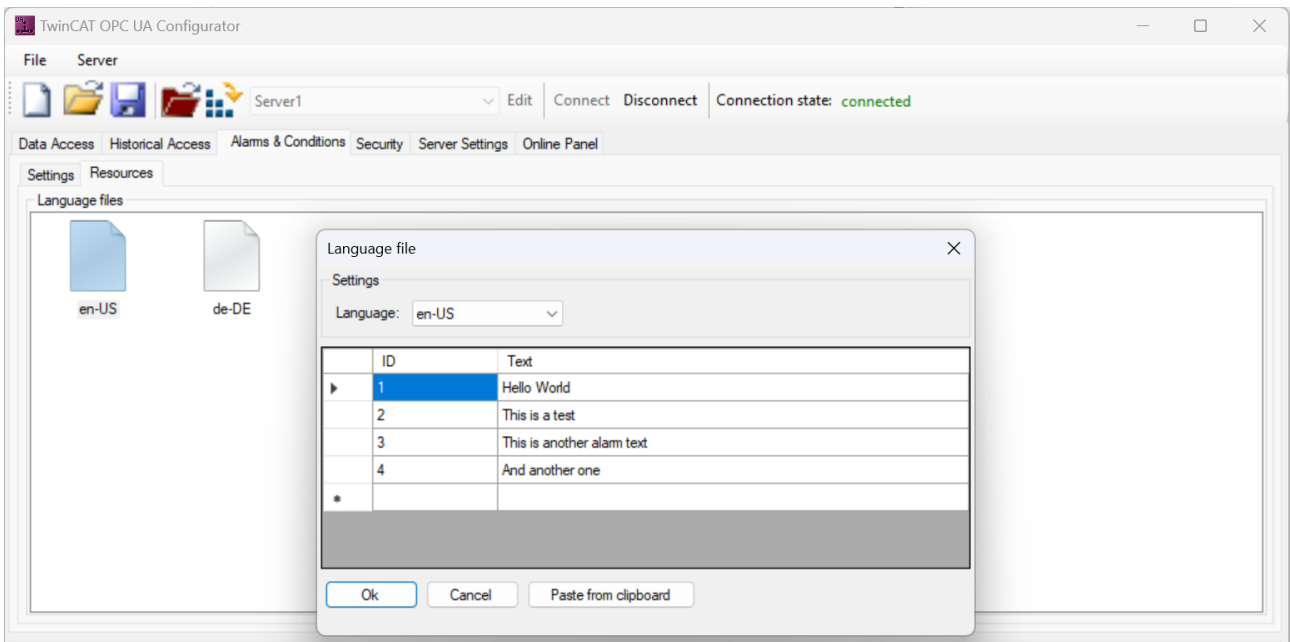 TwinCAT OPC UA Configurator
File Server
Server1 Edit Connect Disconnect Connection state: connected
Data Access Historical Access Alarms & Conditions Security Server Settings Online Panel
Settings Resources
Language files
en-US de-DE
Language file
Settings
Language: en-US
ID Text
1 Hello World
2 This is a test
3 This is another alarm text
4 And another one
*
Ok Cancel Paste from clipboard